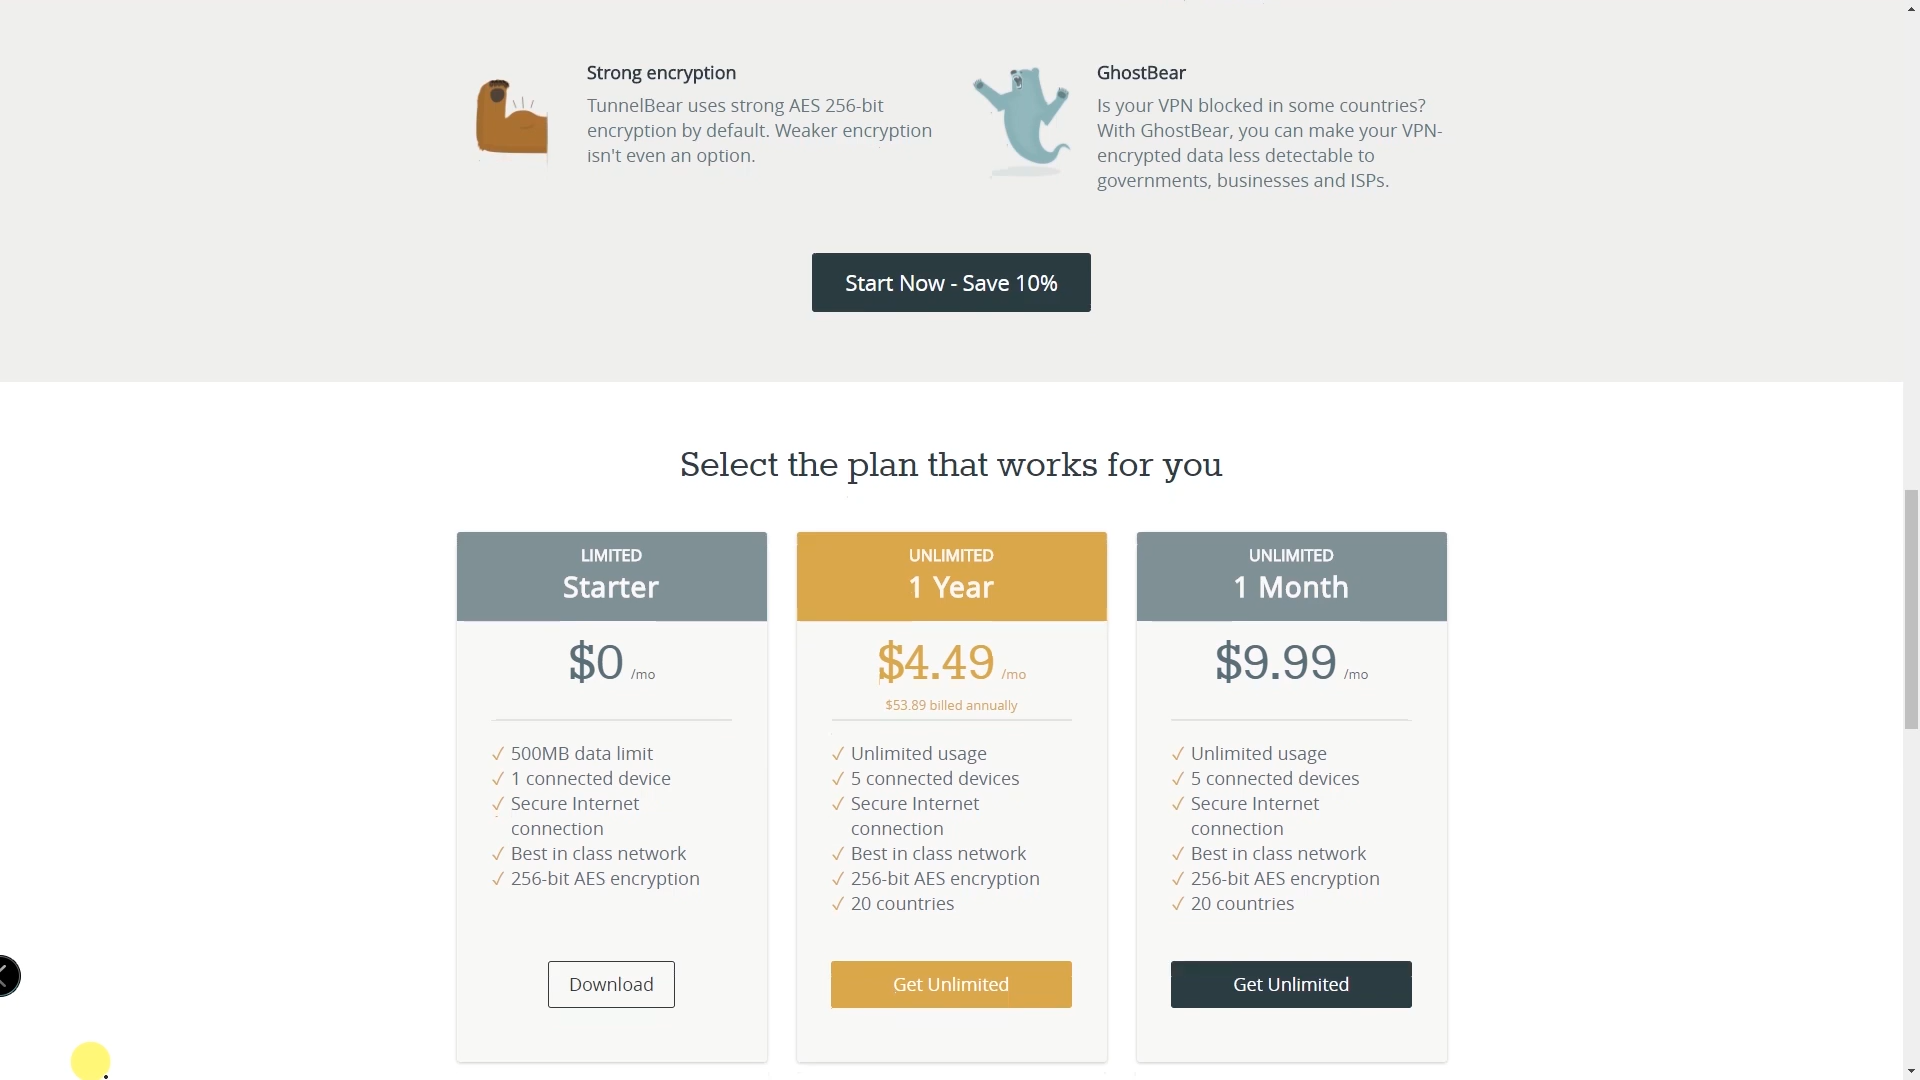 Strong encryption
TunnelBear uses strong AES 256-bit
encryption by default. Weaker encryption
isn't even an option.
GhostBear
Is your VPN blocked in some countries?
With GhostBear, you can make your VPN-
encrypted data less detectable to
governments, businesses and ISPs.
Start Now - Save 10%
Select the plan that works for you
LIMITED
Starter
$0 /mo
✓ 500MB data limit
✓ 1 connected device
✓ Secure Internet
connection
✓ Best in class network
✓ 256-bit AES encryption
Download
UNLIMITED
1 Year
$4.49 /mo
$53.89 billed annually
✓ Unlimited usage
✓ 5 connected devices
✓ Secure Internet
connection
✓ Best in class network
✓ 256-bit AES encryption
✓ 20 countries
Get Unlimited
UNLIMITED
1 Month
$9.99 /mo
✓ Unlimited usage
✓ 5 connected devices
✓ Secure Internet
connection
✓ Best in class network
✓ 256-bit AES encryption
✓ 20 countries
Get Unlimited